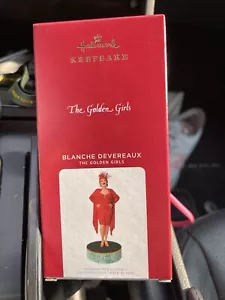 Hallmark
KEEPSAKE
The Golden Girls
BLANCHE DEVEREAUX
THE GOLDEN GIRLS